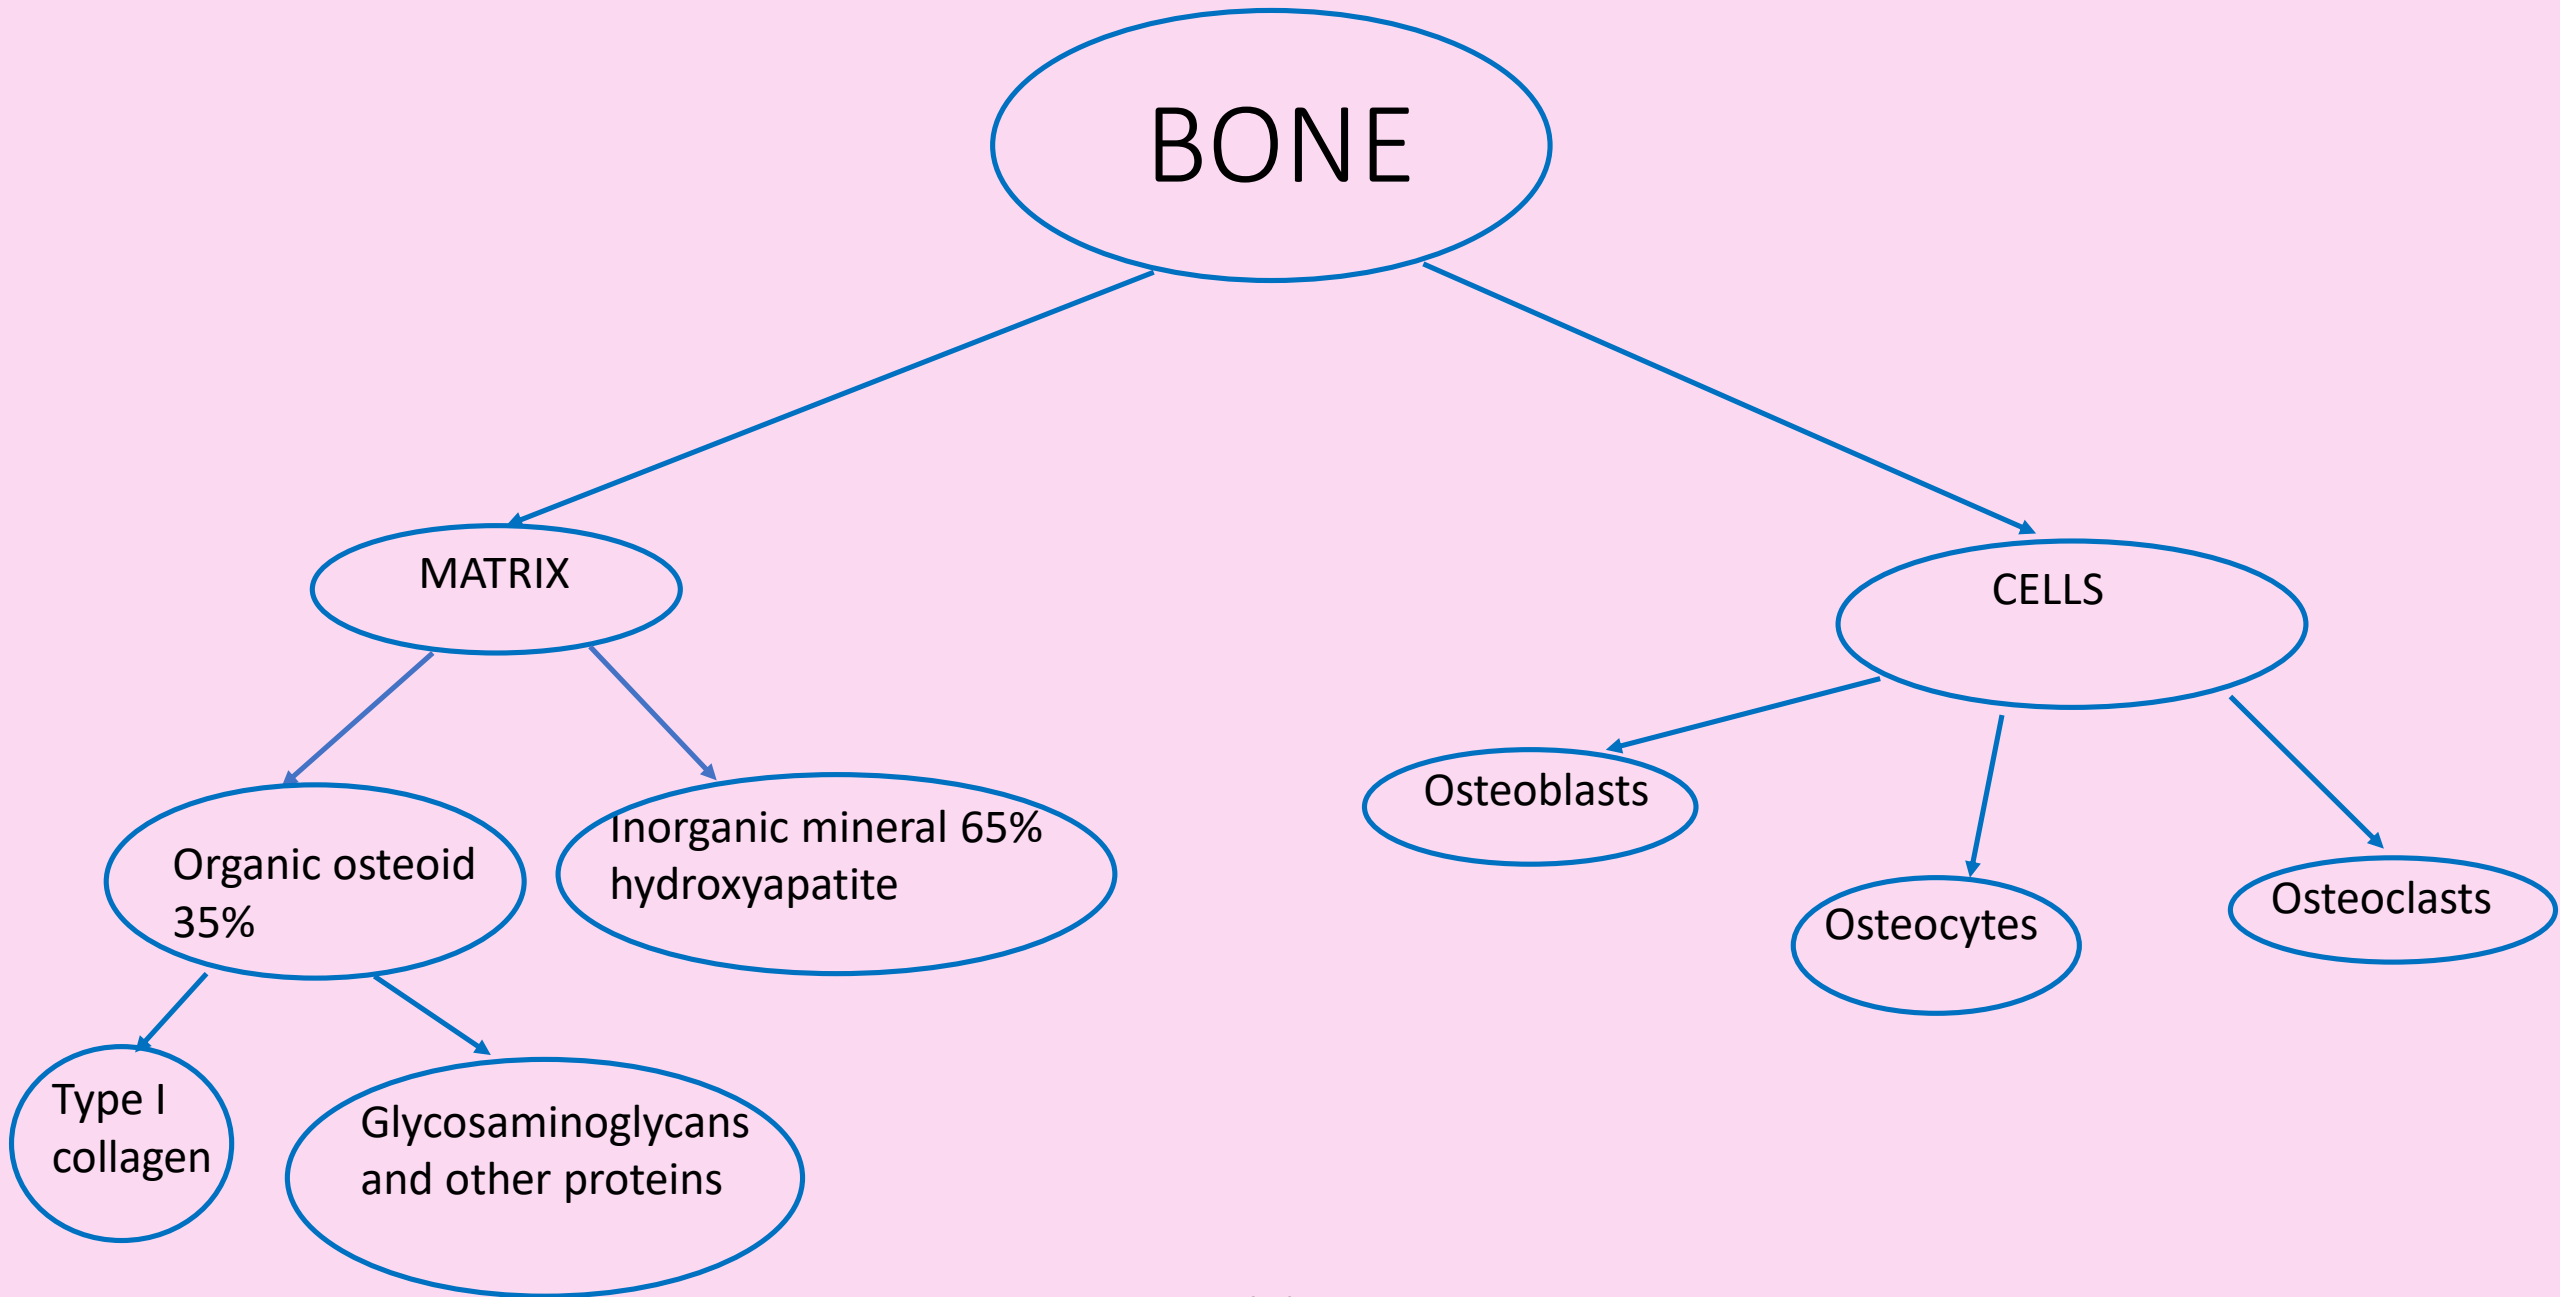 BONE
MATRIX
CELLS
Organic osteoid
35%
Inorganic mineral 65%
hydroxyapatite
Osteoblasts
Osteocytes
Osteoclasts
Type I
collagen
Glycosaminoglycans
and other proteins